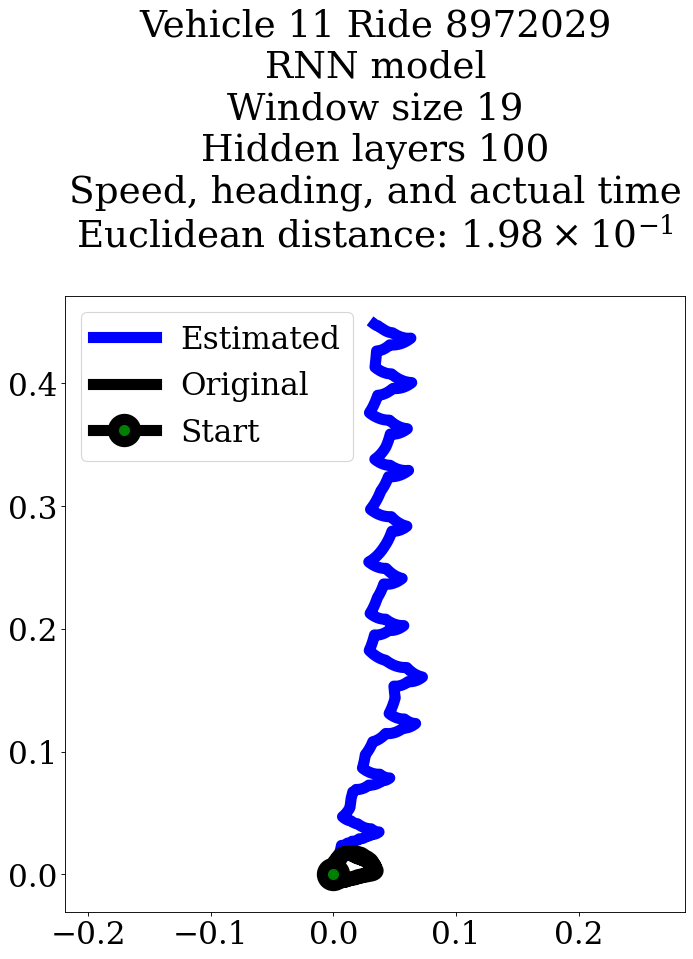 Vehicle 11 Ride 8972029
RNN model
Window size 19
Hidden layers 100
Speed, heading, and actual time
Euclidean distance: 1.98 × 10⁻¹
Estimated
Original
Start
0.4
0.3
0.2
0.1
0.0
−0.2 −0.1 0.0 0.1 0.2